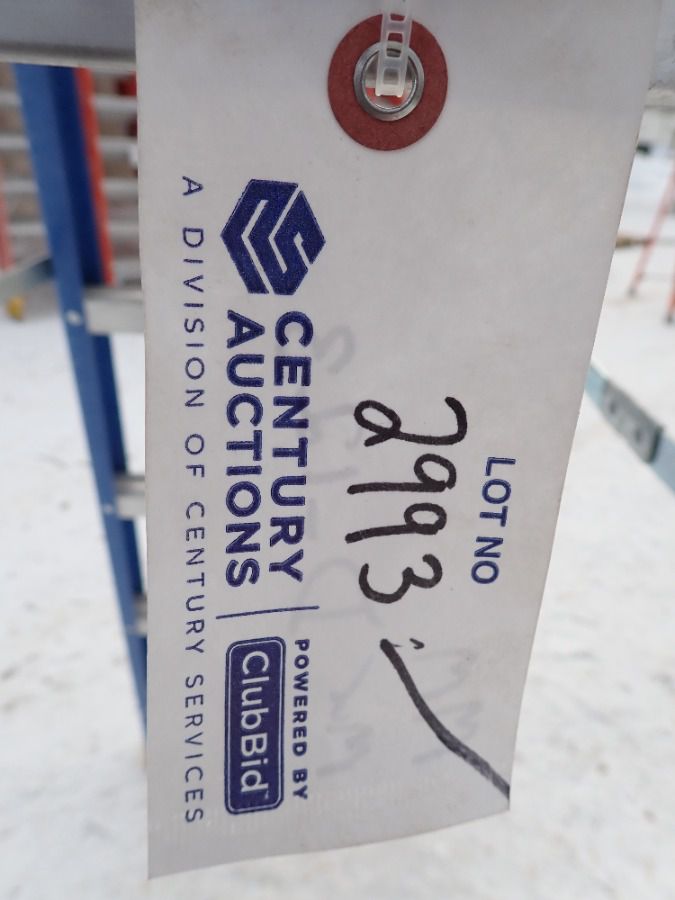 LOT NO
2993
CENTURY
AUCTIONS
POWERED BY
ClubBid
A DIVISION OF CENTURY SERVICES